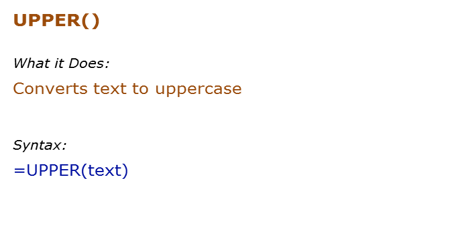 UPPER()
What it Does:
Converts text to uppercase
Syntax:
=UPPER(text)